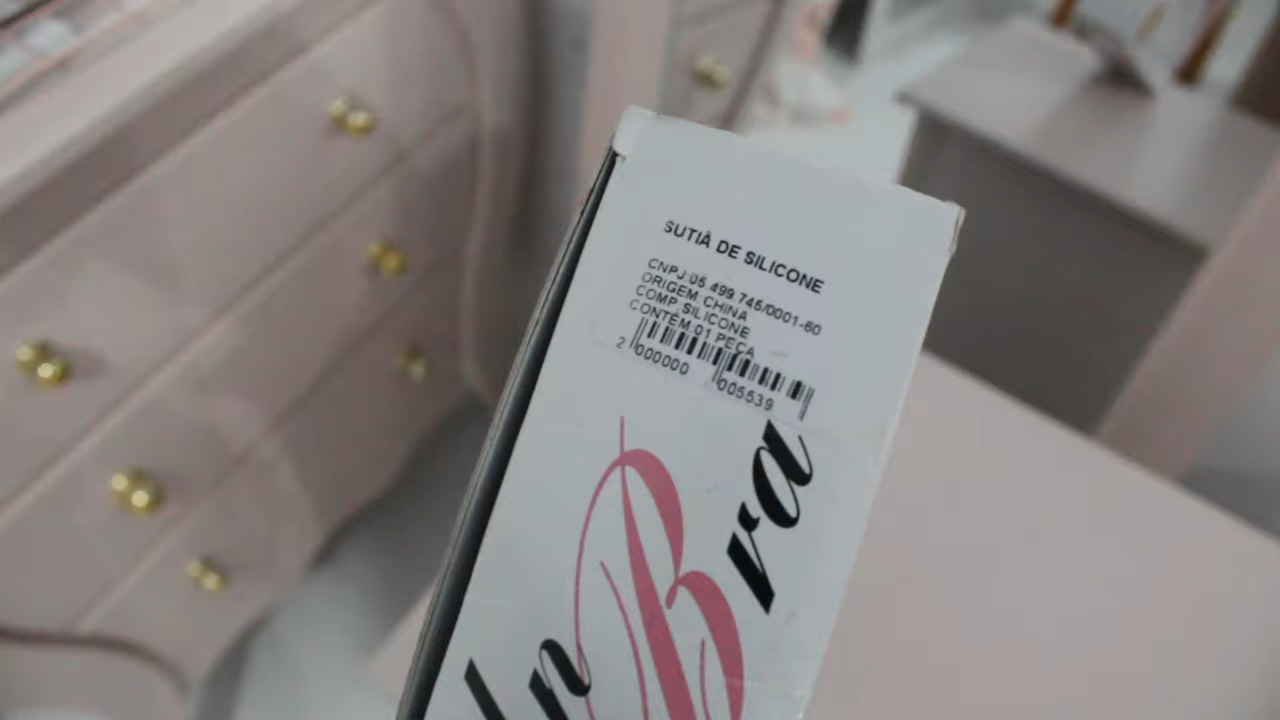 SUTIÃ DE SILICONE
CNPJ:05.499.746/0001-60
ORIGEM:CHINA
COMP:SILICONE
CONTÉM:01 PEÇA
2 000000 005539
In Bra